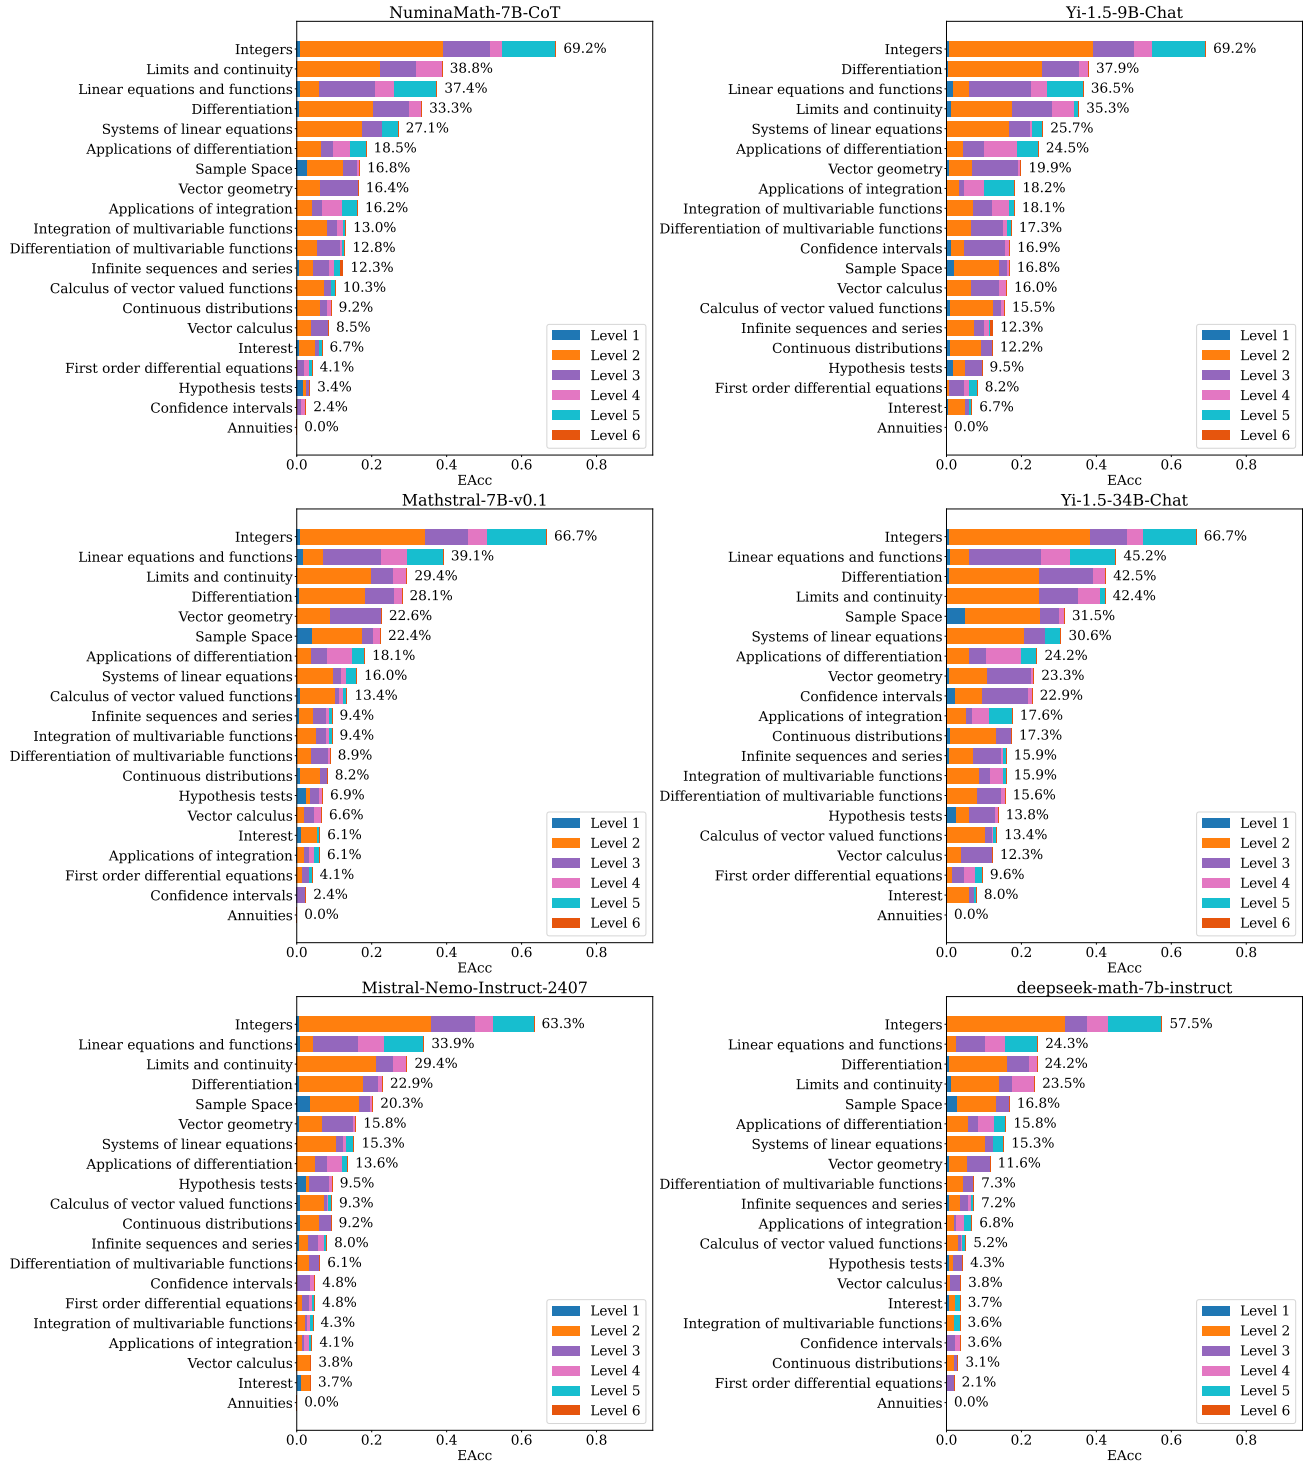 NuminaMath-7B-CoT
Integers 69.2%
Limits and continuity 38.8%
Linear equations and functions 37.4%
Differentiation 33.3%
Systems of linear equations 27.1%
Applications of differentiation 18.5%
Sample Space 16.8%
Vector geometry 16.4%
Applications of integration 16.2%
Integration of multivariable functions 13.0%
Differentiation of multivariable functions 12.8%
Infinite sequences and series 12.3%
Calculus of vector valued functions 10.3%
Continuous distributions 9.2%
Vector calculus 8.5%
Interest 6.7%
First order differential equations 4.1%
Hypothesis tests 3.4%
Confidence intervals 2.4%
Annuities 0.0%
Level 1
Level 2
Level 3
Level 4
Level 5
Level 6
0.0 0.2 0.4 0.6 0.8
EAcc
Yi-1.5-9B-Chat
Integers 69.2%
Differentiation 37.9%
Linear equations and functions 36.5%
Limits and continuity 35.3%
Systems of linear equations 25.7%
Applications of differentiation 24.5%
Vector geometry 19.9%
Applications of integration 18.2%
Integration of multivariable functions 18.1%
Differentiation of multivariable functions 17.3%
Confidence intervals 16.9%
Sample Space 16.8%
Vector calculus 16.0%
Calculus of vector valued functions 15.5%
Infinite sequences and series 12.3%
Continuous distributions 12.2%
Hypothesis tests 9.5%
First order differential equations 8.2%
Interest 6.7%
Annuities 0.0%
Level 1
Level 2
Level 3
Level 4
Level 5
Level 6
0.0 0.2 0.4 0.6 0.8
EAcc
Mathstral-7B-v0.1
Integers 66.7%
Linear equations and functions 39.1%
Limits and continuity 29.4%
Differentiation 28.1%
Vector geometry 22.6%
Sample Space 22.4%
Applications of differentiation 18.1%
Systems of linear equations 16.0%
Calculus of vector valued functions 13.4%
Infinite sequences and series 9.4%
Integration of multivariable functions 9.4%
Differentiation of multivariable functions 8.9%
Continuous distributions 8.2%
Hypothesis tests 6.9%
Vector calculus 6.6%
Interest 6.1%
Applications of integration 6.1%
First order differential equations 4.1%
Confidence intervals 2.4%
Annuities 0.0%
Level 1
Level 2
Level 3
Level 4
Level 5
Level 6
0.0 0.2 0.4 0.6 0.8
EAcc
Yi-1.5-34B-Chat
Integers 66.7%
Linear equations and functions 45.2%
Differentiation 42.5%
Limits and continuity 42.4%
Sample Space 31.5%
Systems of linear equations 30.6%
Applications of differentiation 24.2%
Vector geometry 23.3%
Confidence intervals 22.9%
Applications of integration 17.6%
Continuous distributions 17.3%
Infinite sequences and series 15.9%
Integration of multivariable functions 15.9%
Differentiation of multivariable functions 15.6%
Hypothesis tests 13.8%
Calculus of vector valued functions 13.4%
Vector calculus 12.3%
First order differential equations 9.6%
Interest 8.0%
Annuities 0.0%
Level 1
Level 2
Level 3
Level 4
Level 5
Level 6
0.0 0.2 0.4 0.6 0.8
EAcc
Mistral-Nemo-Instruct-2407
Integers 63.3%
Linear equations and functions 33.9%
Limits and continuity 29.4%
Differentiation 22.9%
Sample Space 20.3%
Vector geometry 15.8%
Systems of linear equations 15.3%
Applications of differentiation 13.6%
Hypothesis tests 9.5%
Calculus of vector valued functions 9.3%
Continuous distributions 9.2%
Infinite sequences and series 8.0%
Differentiation of multivariable functions 6.1%
Confidence intervals 4.8%
First order differential equations 4.8%
Integration of multivariable functions 4.3%
Applications of integration 4.1%
Vector calculus 3.8%
Interest 3.7%
Annuities 0.0%
Level 1
Level 2
Level 3
Level 4
Level 5
Level 6
0.0 0.2 0.4 0.6 0.8
EAcc
deepseek-math-7b-instruct
Integers 57.5%
Linear equations and functions 24.3%
Differentiation 24.2%
Limits and continuity 23.5%
Sample Space 16.8%
Applications of differentiation 15.8%
Systems of linear equations 15.3%
Vector geometry 11.6%
Differentiation of multivariable functions 7.3%
Infinite sequences and series 7.2%
Applications of integration 6.8%
Calculus of vector valued functions 5.2%
Hypothesis tests 4.3%
Vector calculus 3.8%
Interest 3.7%
Integration of multivariable functions 3.6%
Confidence intervals 3.6%
Continuous distributions 3.1%
First order differential equations 2.1%
Annuities 0.0%
Level 1
Level 2
Level 3
Level 4
Level 5
Level 6
0.0 0.2 0.4 0.6 0.8
EAcc